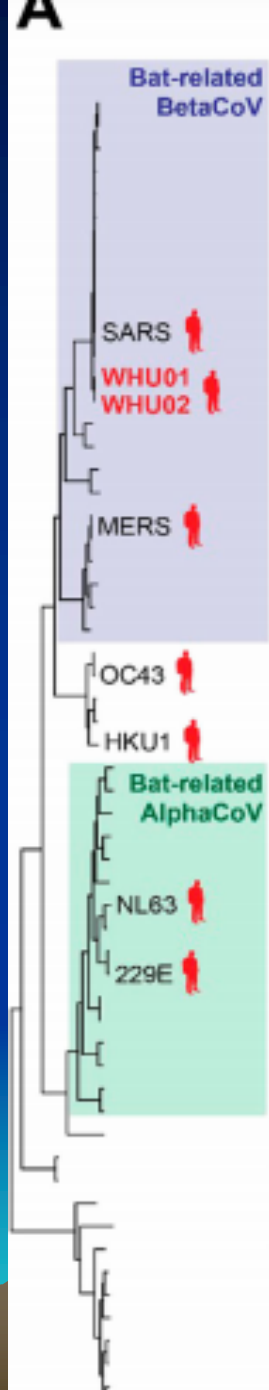 A
Bat-related
BetaCoV
SARS
WHU01
WHU02
MERS
OC43
HKU1
Bat-related
AlphaCoV
NL63
229E